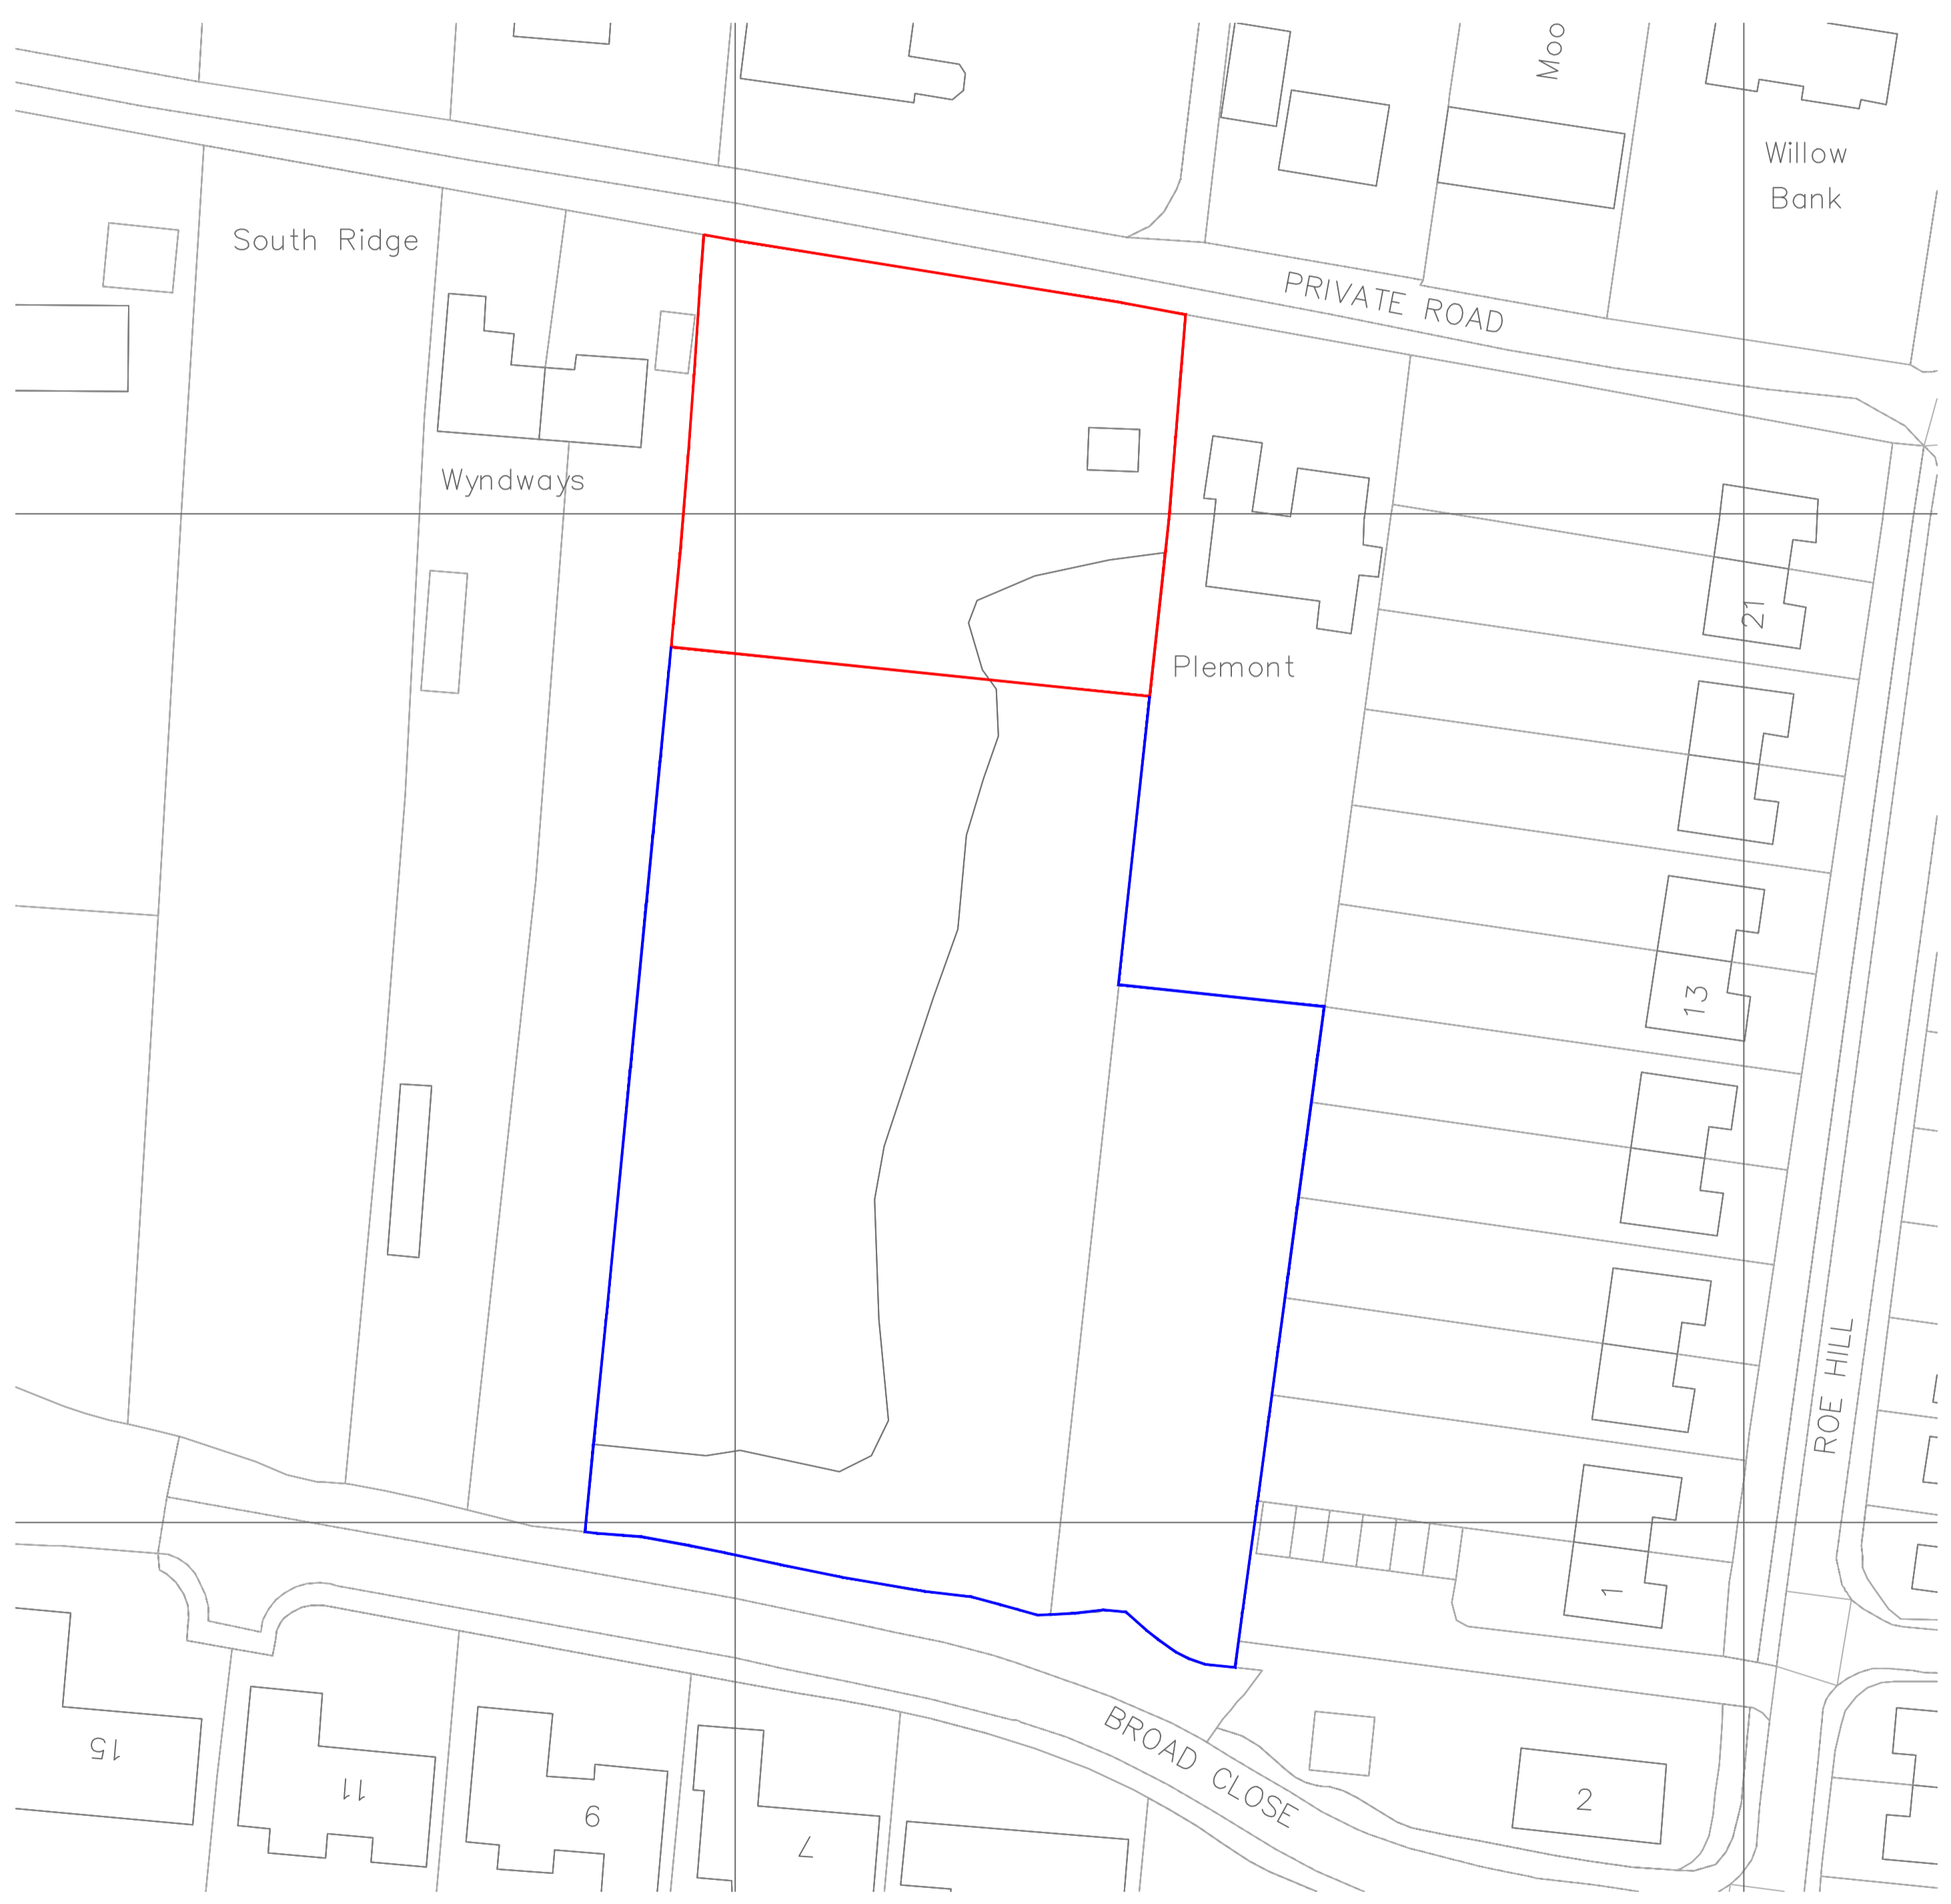 Moo
Willow
Bank
South Ridge
PRIVATE ROAD
Wyndways
21
Plemont
13
ROE HILL
1
BROAD CLOSE
15
11
9
7
2